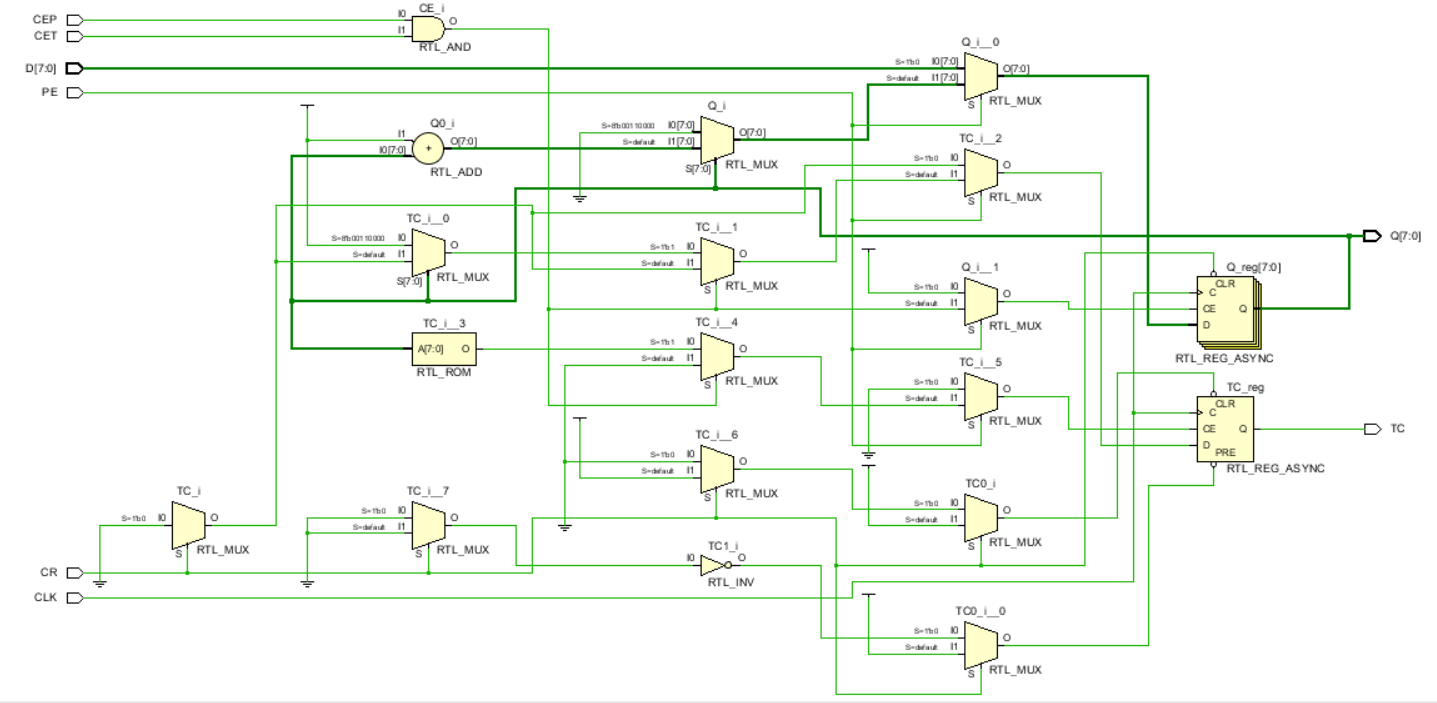 CEP
CET
D[7:0]
PE
CE_i
I0
I1
O
RTL_AND
Q0_i
I1
I0[7:0]
+
O[7:0]
RTL_ADD
Q_i
S=8'b00110000
I0[7:0]
S=default
I1[7:0]
O[7:0]
S[7:0]
RTL_MUX
Q_i__0
S=1'b0
I0[7:0]
S=default
I1[7:0]
O[7:0]
S
RTL_MUX
TC_i__2
S=1'b0
I0
S=default
I1
O
S
RTL_MUX
TC_i__0
S=8'b00110000
I0
S=default
I1
O
S[7:0]
RTL_MUX
TC_i__1
S=1'b1
I0
S=default
I1
O
S
RTL_MUX
Q[7:0]
Q_i__1
S=1'b0
I0
S=default
I1
O
S
RTL_MUX
Q_reg[7:0]
CLR
C
CE
Q
D
RTL_REG_ASYNC
TC_i__3
A[7:0]
O
RTL_ROM
TC_i__4
S=1'b1
I0
S=default
I1
O
S
RTL_MUX
TC_i__5
S=1'b0
I0
S=default
I1
O
S
RTL_MUX
TC_reg
CLR
C
CE
Q
D
PRE
RTL_REG_ASYNC
TC
TC_i__6
S=1'b0
I0
S=default
I1
O
S
RTL_MUX
TC_i
S=1'b0
I0
O
S
RTL_MUX
TC_i__7
S=1'b0
I0
S=default
I1
O
S
RTL_MUX
TC0_i
S=1'b0
I0
S=default
I1
O
S
RTL_MUX
TC1_i
I0
O
RTL_INV
CR
CLK
TC0_i__0
S=1'b0
I0
S=default
I1
O
S
RTL_MUX